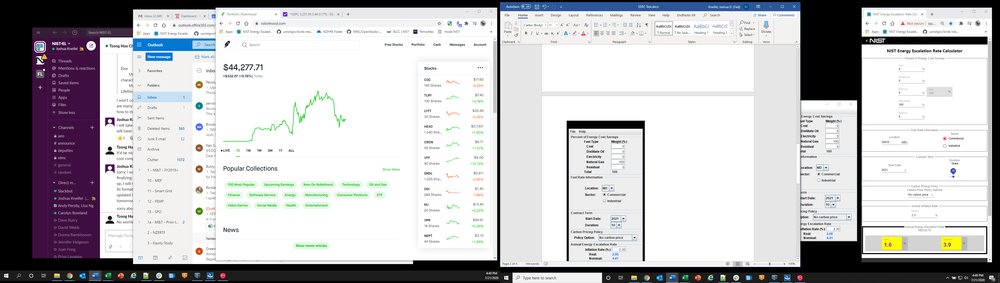 Search NIST-EL
NIST-EL
Joshua Kneifel
Threads
Mentions & reactions
Drafts
Saved items
People
Apps
Files
Show less
Channels
aeo
# announce
deputies
elmc
# general
# random
Direct m...
Slackbot
Joshua Kneifel (...
Andy Persily, Lisa Ng
Carolyn Rowland
Dave Butry
David Webb
Donna Ramkissoon
Jennifer Helgeson
Juan Fung
Priya Lavappa
FL
Tzong Hao Ch
Else
Us
charact
Ma
Lifetim
I won't co
are many
how to m
Joshua Kn
i will take
will have
1
Tzong Ha
It'd be nic
cool comp
Joshua Kn
sorry, i wa
finalizing
up. I will r
its format
updated i
tomorrow
sorry abo
Tzong Ha
No worrie
Message Tzong
Inbox (2,348)
Dashboard - F
outlook.office365.com/
Apps
NIST Energy Escalat...
usnistgov/
Outlook
Search
New message
Mark all
Favorites
Folders
Inbox 1
Drafts 1
Sent Items
Deleted Items 365
Junk E-mail 52
Archive
Clutter 1372
1 - M&T - FY2019+
10 - MEP
11 - Smart Grid
12 - FEMP
13 - SPO
1a - M&T - Prior t... 2
2 - NZERTF
3 - Equity Study
Inbo
PK
Persily
> Upc
Thursd
S
service
Accou
This e
BM
Brucko
> NSI
Josh, S
KS
Ken Sa
[FEDG
Dear F
BT
Butry,
> Test
fyi Fro
Rowla
> Sec
I upda
LD
[Draft]
> EER
Is it po
Yester
G
Green
Annou
Regist
Portfolio | Robinhood
^GSPC 3,257.30 5.46 0.17% : S&
robinhood.com
Apps
NIST Energy Escalat...
usnistgov/birds-nes...
NZHPB Folder
NREL/OpenStudio-...
BLCC | NIST
PennyMac
Inside NIST
Search
Free Stocks
Portfolio
Cash
Messages
Account
$44,277.71
+$332.07 (+0.76%) Today
LIVE 1D 1W 1M 3M 1Y ALL
Popular Collections
Show More
100 Most Popular
Upcoming Earnings
New On Robinhood
Technology
Oil and Gas
Finance
Software Service
Energy
Manufacturing
Consumer Products
ETF
Video Games
Social Media
Health
Entertainment
News
Show newer articles
Stocks
CGC $17.65
165 Shares -0.23%
TLRY $7.40
100 Shares +3.79%
LYFT $30.49
30 Shares -0.26%
HEXO $0.7301
1,540 Sha... +1.00%
CRON $6.71
50 Shares +1.21%
VFF $6.00
40 Shares +12.15%
SNDL $0.811
1,025 Sha... -2.86%
OGI $1.40
284 Shares -7.89%
MJ $13.40
20 Shares +0.22%
IIPR $94.91
18 Shares +0.26%
NEPT $3.10
44 Shares +1.64%
4:49 PM
7/21/2020
AutoSave Off
EERC Test.docx
Kneifel, Joshua D. (Fed)
KJ
File Home Insert Design Layout References Mailings Review View Help EndNote X9 Search
Share
Comments
Paste
Calibri (Body) 11
AaBbCcDc
¶ Normal
AaBbCcDc
¶ No Spac...
AaBbCc
Heading 1
AaBbCcC
Heading 2
Find
Replace
Select
Dictate
Clipboard Font Paragraph Styles Editing Voice
File Help
Percent of Energy Cost Savings
Fuel Type Weight (%)
Coal 0
Distillate Oil 0
Electricity 0
Natural Gas 100
Residual 0
Total 100
Fuel Rate Information
Location: MD
Sector: Commercial
Industrial
Contract Term
Start Date: 2021
Duration: 10
Carbon Pricing Policy
Policy Option: No carbon price
Annual Energy Escalation Rate
Inflation Rate (%): 2.30
Real: 2.06
Nominal: 4.41
Page 2 of 4 144 words
100%
Energy Cost Savings
uel Type Weight (%)
Coal 0
Distillate Oil 0
Electricity 0
Natural Gas 100
Residual 0
otal 100
Information
ocation: MD
Sector: Commercial
Industrial
erm
Start Date: 2021
Duration: 10
icing Policy
ption: No carbon price
ergy Escalation Rate
nflation Rate (%): 2.30
Real: 2.06
Nominal: 4.41
NIST Energy Escalation Rate Calc
Not secure | op...
Apps
NIST Energy Escalat...
usnistgov/birds-nes...
< NIST
NIST Energy Escalation Rate Calculator
Percent of Energy Cost Savings
Coal
0 %
Distillate Oil
0 %
Electricity
0 %
Total
100 %
Natural Gas
100 %
Residual
0 %
Fuel Rate Information
Location
20910 (MD)
Sector
Commercial
Industrial
Contract Term
Start Date
2021
Duration
Years
10
Carbon Pricing Policy
Carbon Price Policy Options
No carbon price
Annual Inflation Rate
Inflation
2.3 %
Annual Energy Escalation Rate
RESULTS
REAL
1.6 %
NOMINAL
3.9 %
Type here to search
4:49 PM
7/21/2020